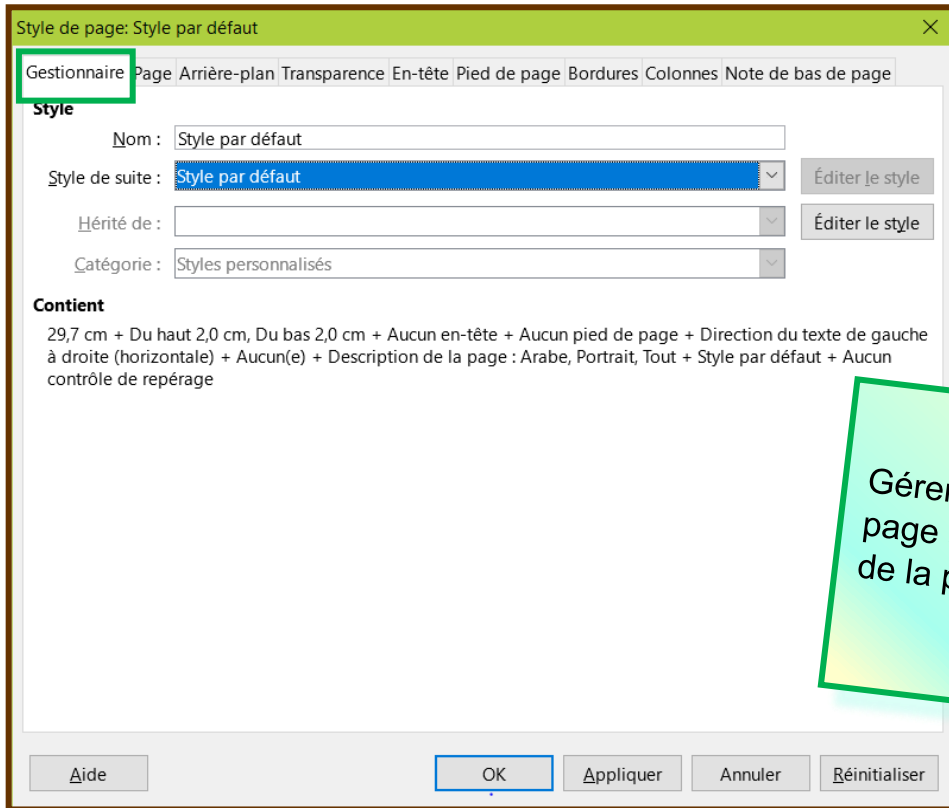 Style de page: Style par défaut
Gestionnaire Page Arrière-plan Transparence En-tête Pied de page Bordures Colonnes Note de bas de page
Style
Nom : Style par défaut
Style de suite : Style par défaut Éditer le style
Hérité de : Éditer le style
Catégorie : Styles personnalisés
Contient
29,7 cm + Du haut 2,0 cm, Du bas 2,0 cm + Aucun en-tête + Aucun pied de page + Direction du texte de gauche
à droite (horizontale) + Aucun(e) + Description de la page : Arabe, Portrait, Tout + Style par défaut + Aucun
contrôle de repérage
page
de la
Aide OK Appliquer Annuler Réinitialiser